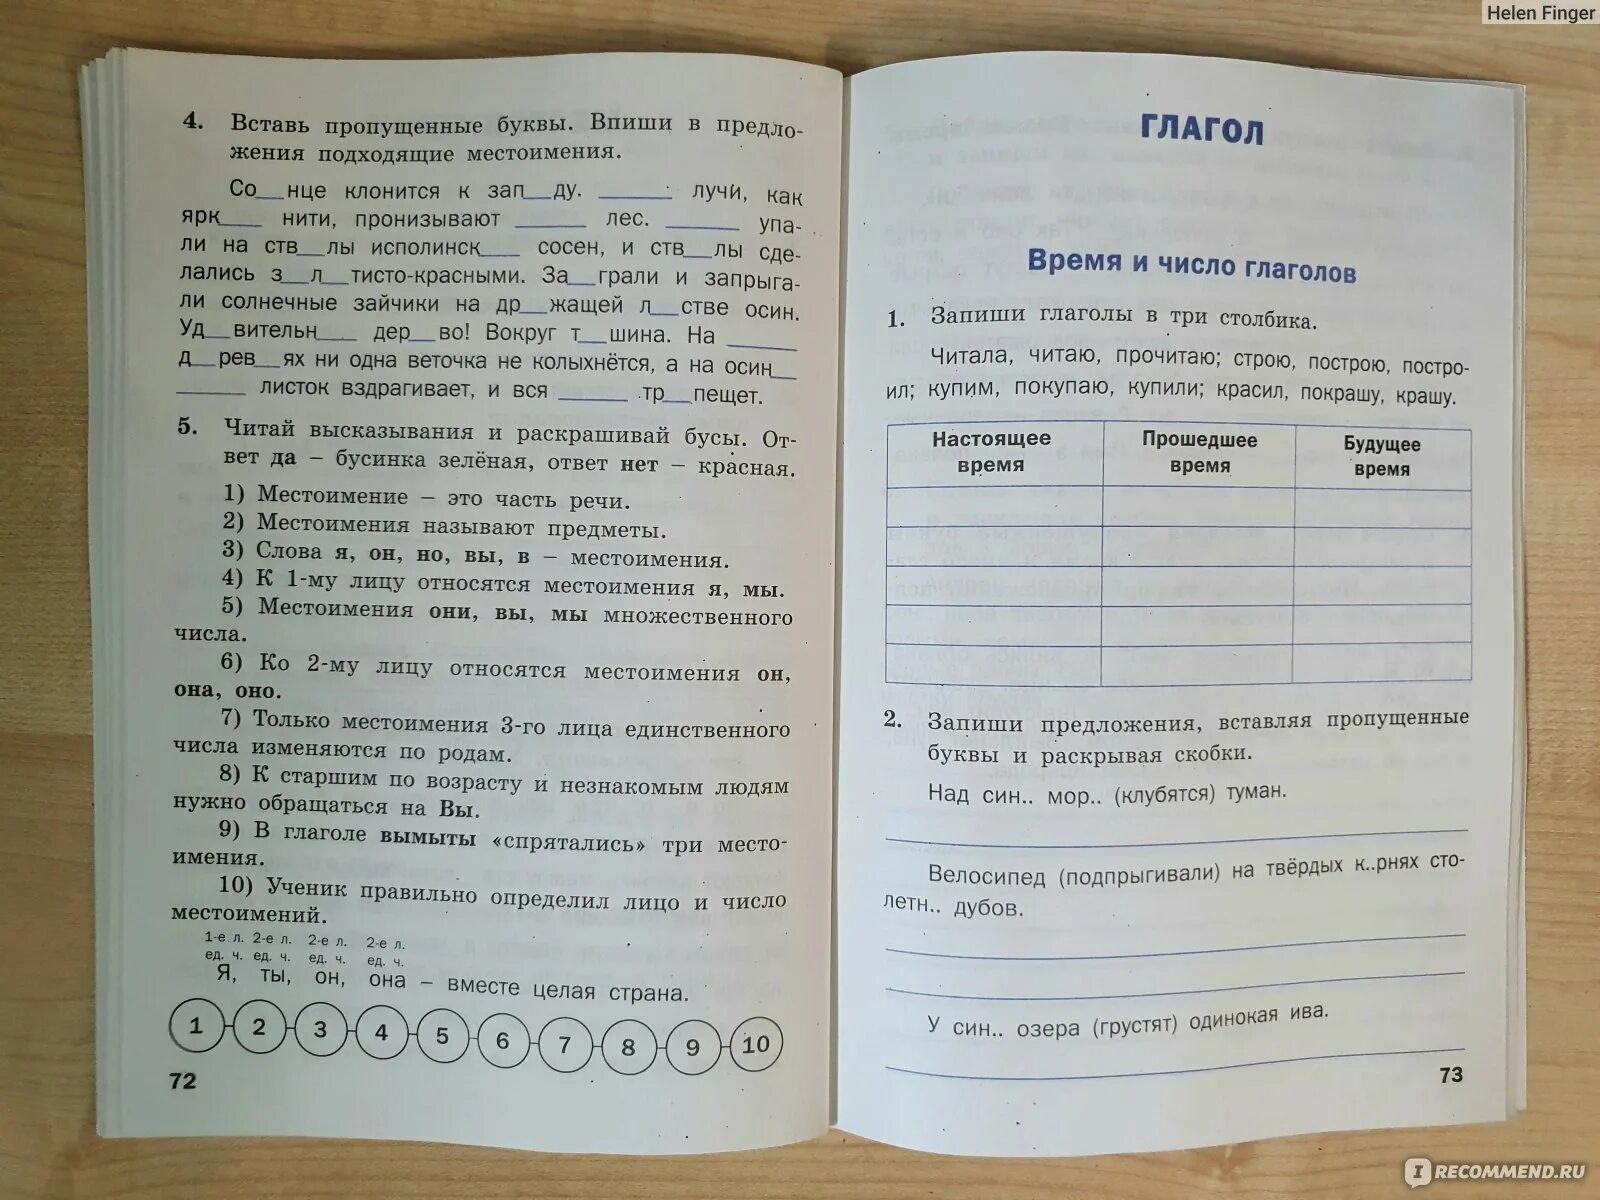 Helen Finger
4. Вставь пропущенные буквы. Впиши в предло-
жения подходящие местоимения.
Со__нце клонится к зап__ду. ______ лучи, как
ярк___ нити, пронизывают ______ лес. ______ упа-
ли на ств__лы исполинск___ сосен, и ств__лы сде-
лались з__л__тисто-красными. За__грали и запрыга-
ли солнечные зайчики на др__жащей л__стве осин.
Уд__вительн___ дер__во! Вокруг т__шина. На ______
д__рев__ях ни одна веточка не колыхнётся, а на осин__
____ листок вздрагивает, и вся ______ тр__пещет.
5. Читай высказывания и раскрашивай бусы. От-
вет да – бусинка зелёная, ответ нет – красная.
1) Местоимение – это часть речи.
2) Местоимения называют предметы.
3) Слова я, он, но, вы, в – местоимения.
4) К 1-му лицу относятся местоимения я, мы.
5) Местоимения они, вы, мы множественного
числа.
6) Ко 2-му лицу относятся местоимения он,
она, оно.
7) Только местоимения 3-го лица единственного
числа изменяются по родам.
8) К старшим по возрасту и незнакомым людям
нужно обращаться на Вы.
9) В глаголе вымыты «спрятались» три место-
имения.
10) Ученик правильно определил лицо и число
местоимений.
1-е л. 2-е л. 2-е л. 2-е л.
ед. ч. ед. ч. ед. ч. ед. ч.
Я, ты, он, она – вместе целая страна.
1 2 3 4 5 6 7 8 9 10
72
ГЛАГОЛ
Время и число глаголов
1. Запиши глаголы в три столбика.
Читала, читаю, прочитаю; строю, построю, постро-
ил; купим, покупаю, купили; красил, покрашу, крашу.
Настоящее время
Прошедшее время
Будущее время
2. Запиши предложения, вставляя пропущенные
буквы и раскрывая скобки.
Над син.. мор.. (клубятся) туман.
Велосипед (подпрыгивали) на твёрдых к..рнях сто-
летн.. дубов.
У син.. озера (грустят) одинокая ива.
73
IRECOMMEND.RU